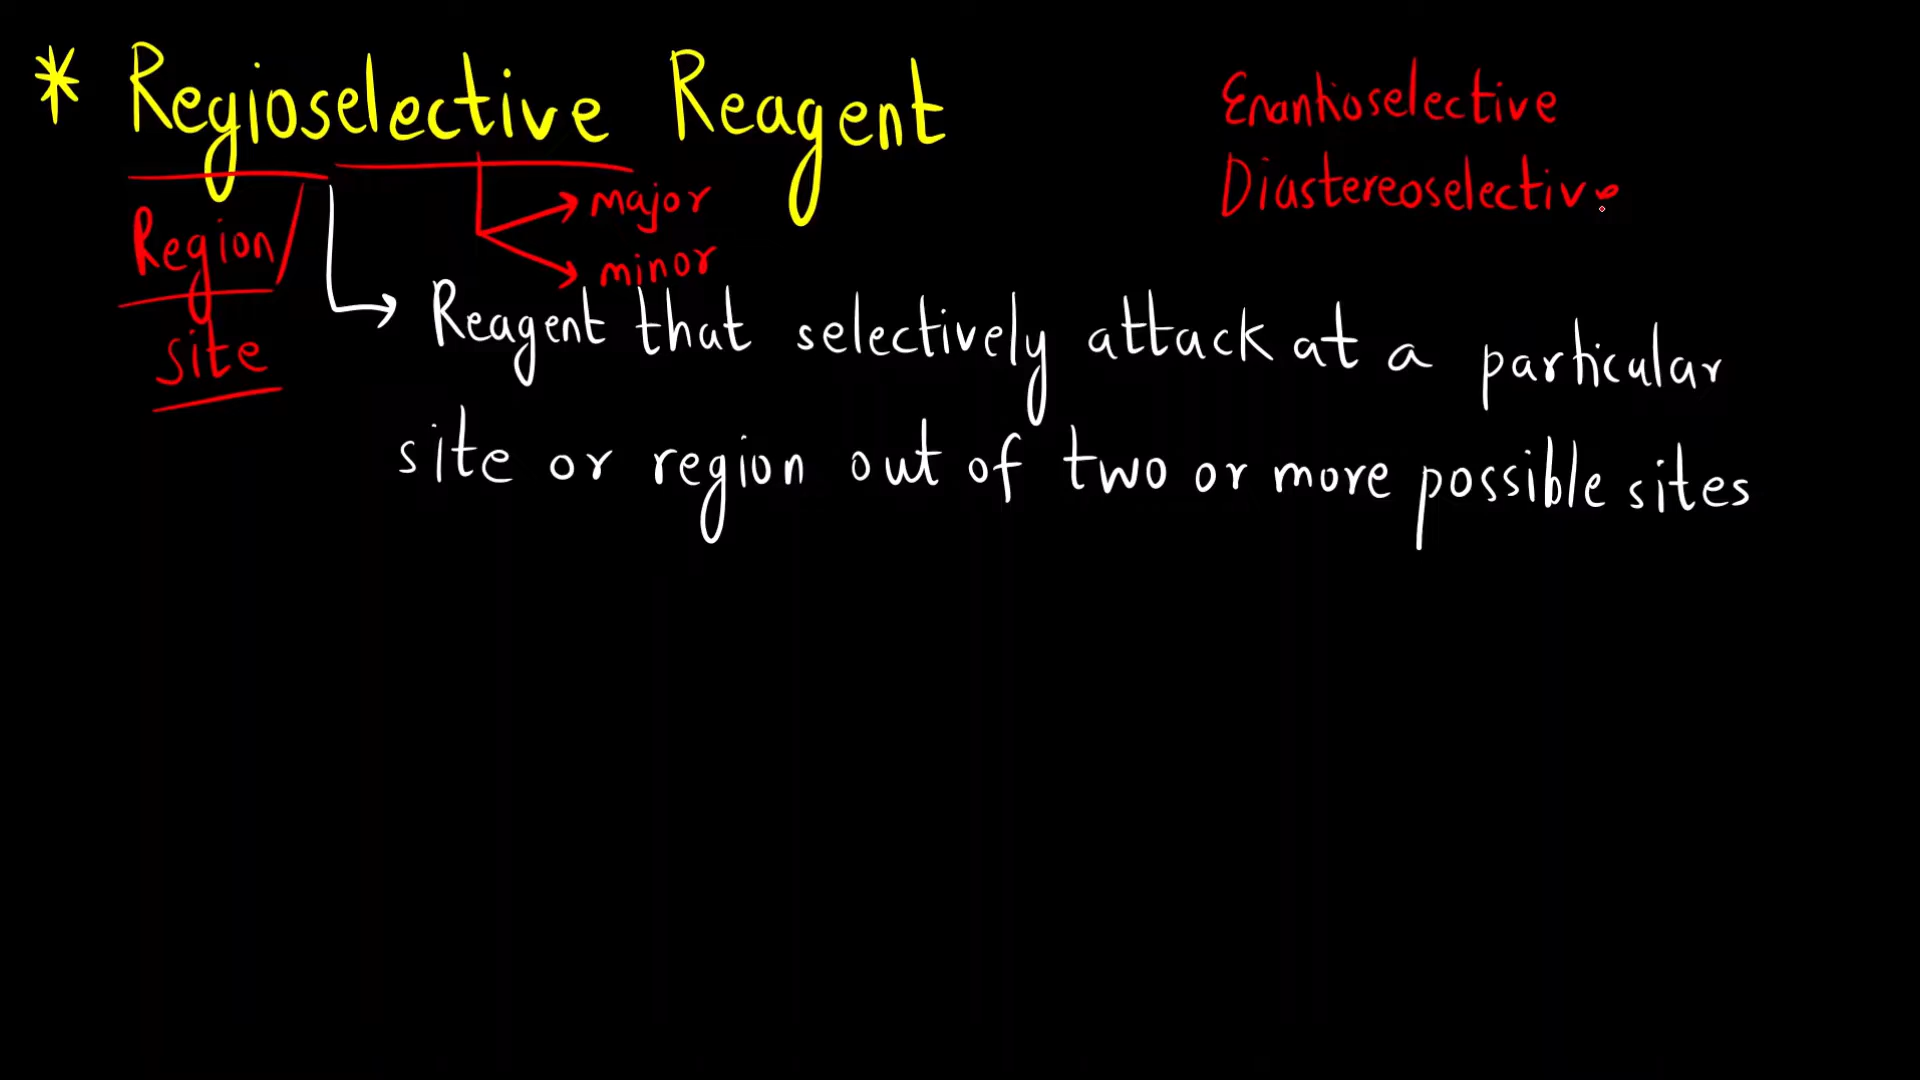 * Regioselective Reagent
Enantioselective
Diastereoselective
major
minor
Region/
site
Reagent that selectively attack at a particular
site or region out of two or more possible sites